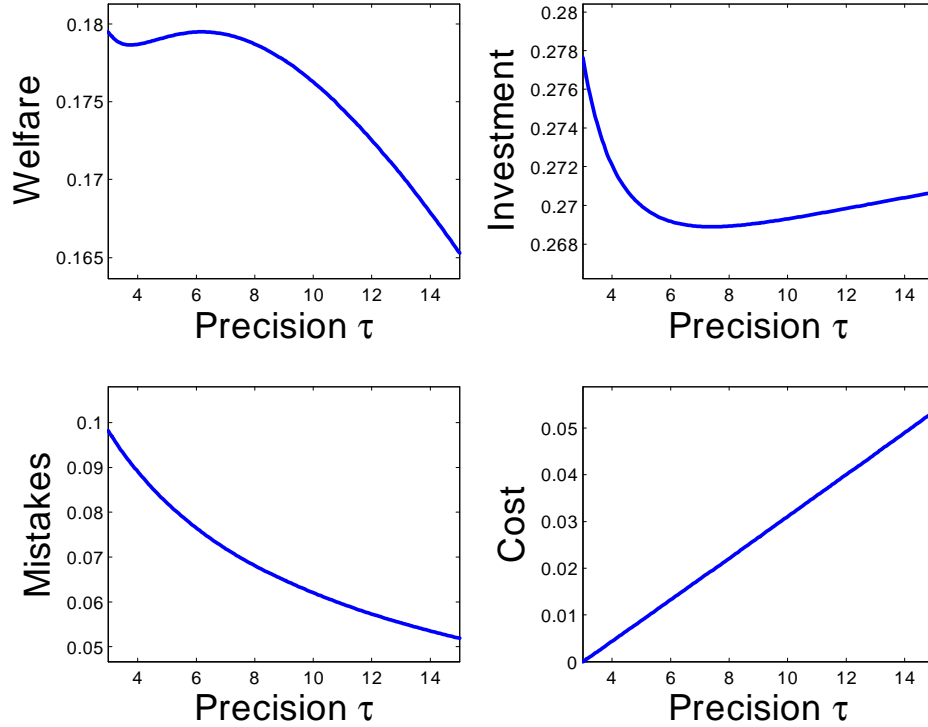 Welfare
0.18
0.175
0.17
0.165
4 6 8 10 12 14
Precision τ
Investment
0.28
0.278
0.276
0.274
0.272
0.27
0.268
4 6 8 10 12 14
Precision τ
Mistakes
0.1
0.09
0.08
0.07
0.06
0.05
4 6 8 10 12 14
Precision τ
Cost
0.05
0.04
0.03
0.02
0.01
0
4 6 8 10 12 14
Precision τ